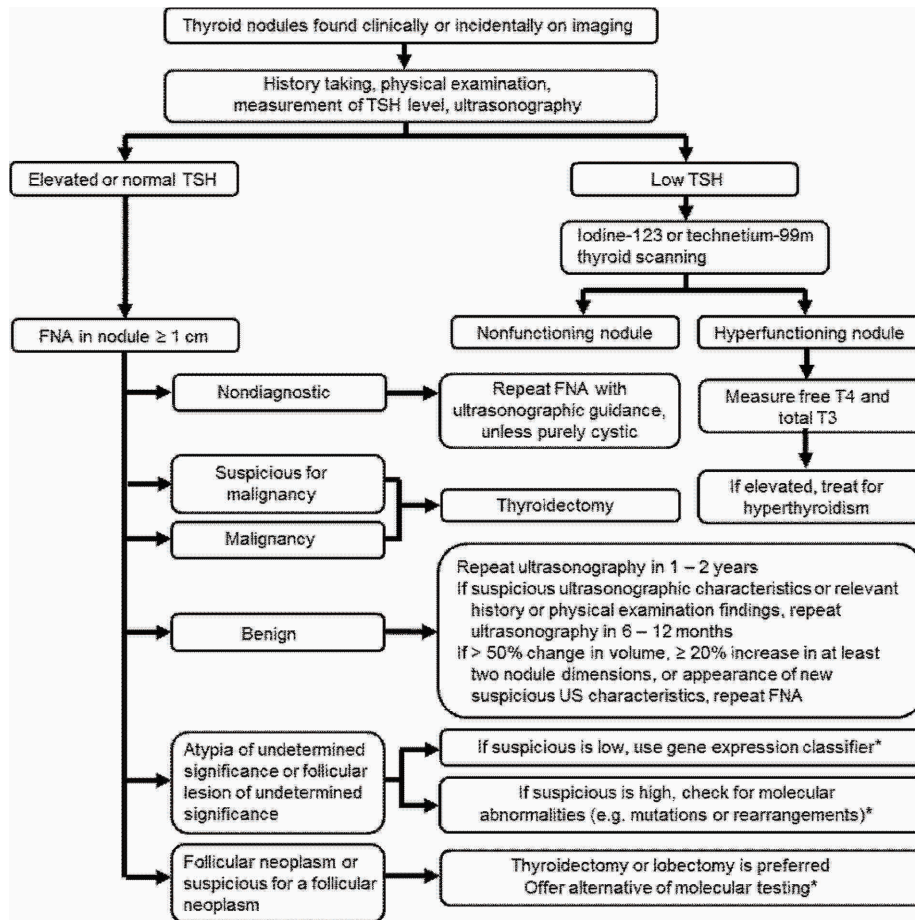 Thyroid nodules found clinically or incidentally on imaging
History taking, physical examination,
measurement of TSH level, ultrasonography
Elevated or normal TSH
Low TSH
Iodine-123 or technetium-99m
thyroid scanning
FNA in nodule ≥ 1 cm
Nonfunctioning nodule
Hyperfunctioning nodule
Nondiagnostic
Repeat FNA with
ultrasonographic guidance,
unless purely cystic
Measure free T4 and
total T3
If elevated, treat for
hyperthyroidism
Suspicious for
malignancy
Malignancy
Thyroidectomy
Benign
Repeat ultrasonography in 1 – 2 years
If suspicious ultrasonographic characteristics or relevant
history or physical examination findings, repeat
ultrasonography in 6 – 12 months
If > 50% change in volume, ≥ 20% increase in at least
two nodule dimensions, or appearance of new
suspicious US characteristics, repeat FNA
Atypia of undetermined
significance or follicular
lesion of undetermined
significance
If suspicious is low, use gene expression classifier*
If suspicious is high, check for molecular
abnormalities (e.g. mutations or rearrangements)*
Follicular neoplasm or
suspicious for a follicular
neoplasm
Thyroidectomy or lobectomy is preferred
Offer alternative of molecular testing*